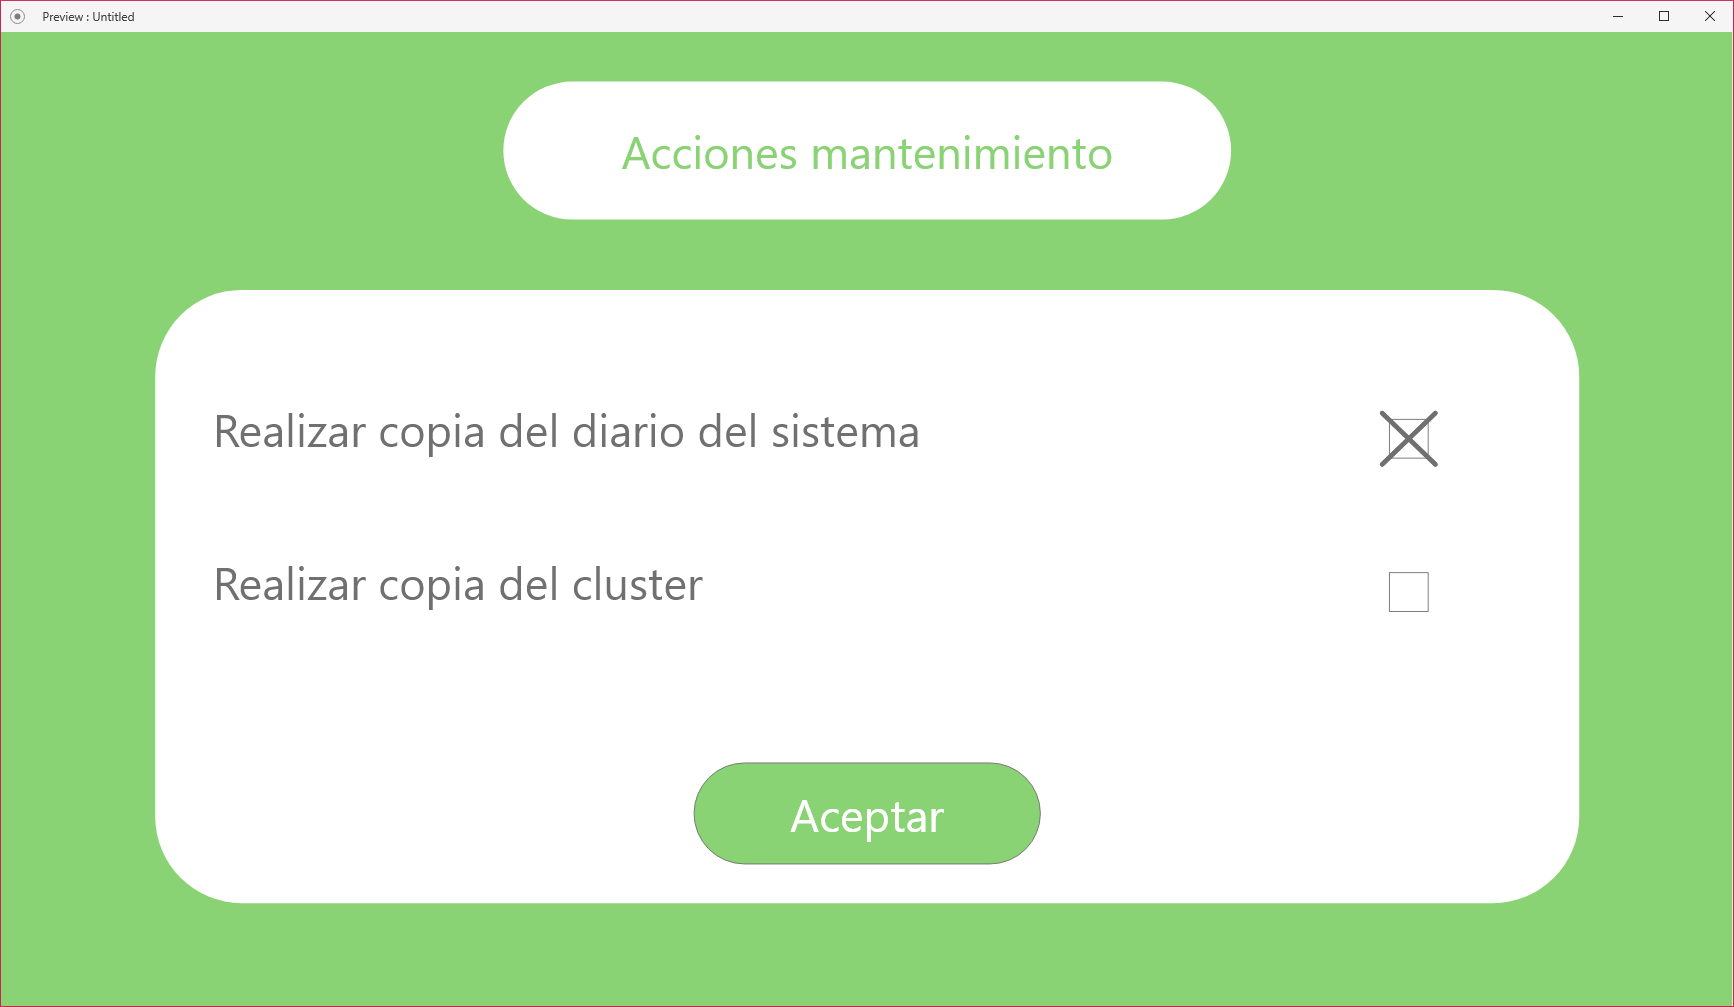 Preview : Untitled
Acciones mantenimiento
Realizar copia del diario del sistema
Realizar copia del cluster
Aceptar